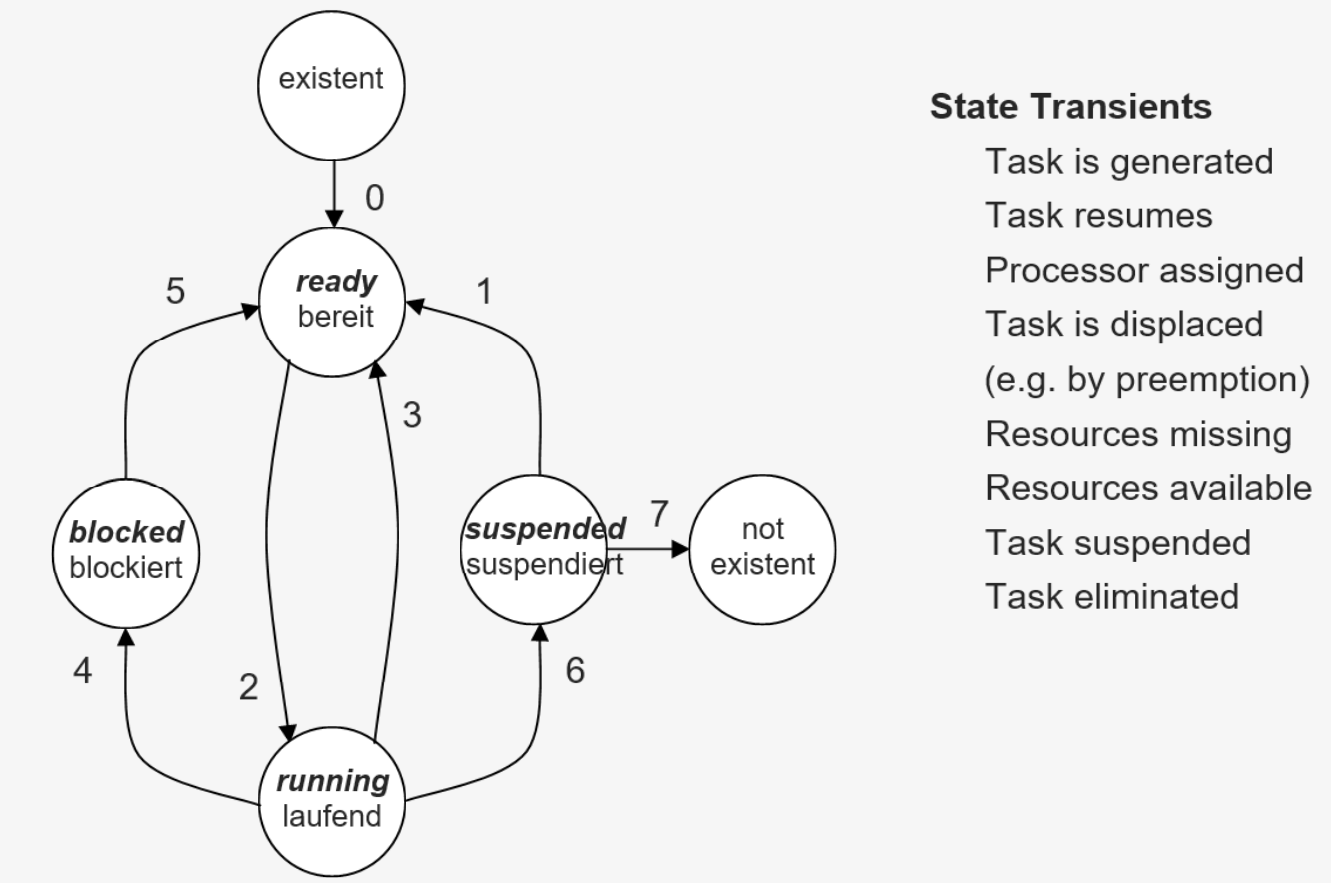 existent
0
ready
bereit
5
1
3
blocked
blockiert
suspended
suspendiert
7
not
existent
4
2
6
running
laufend
State Transients
Task is generated
Task resumes
Processor assigned
Task is displaced
(e.g. by preemption)
Resources missing
Resources available
Task suspended
Task eliminated